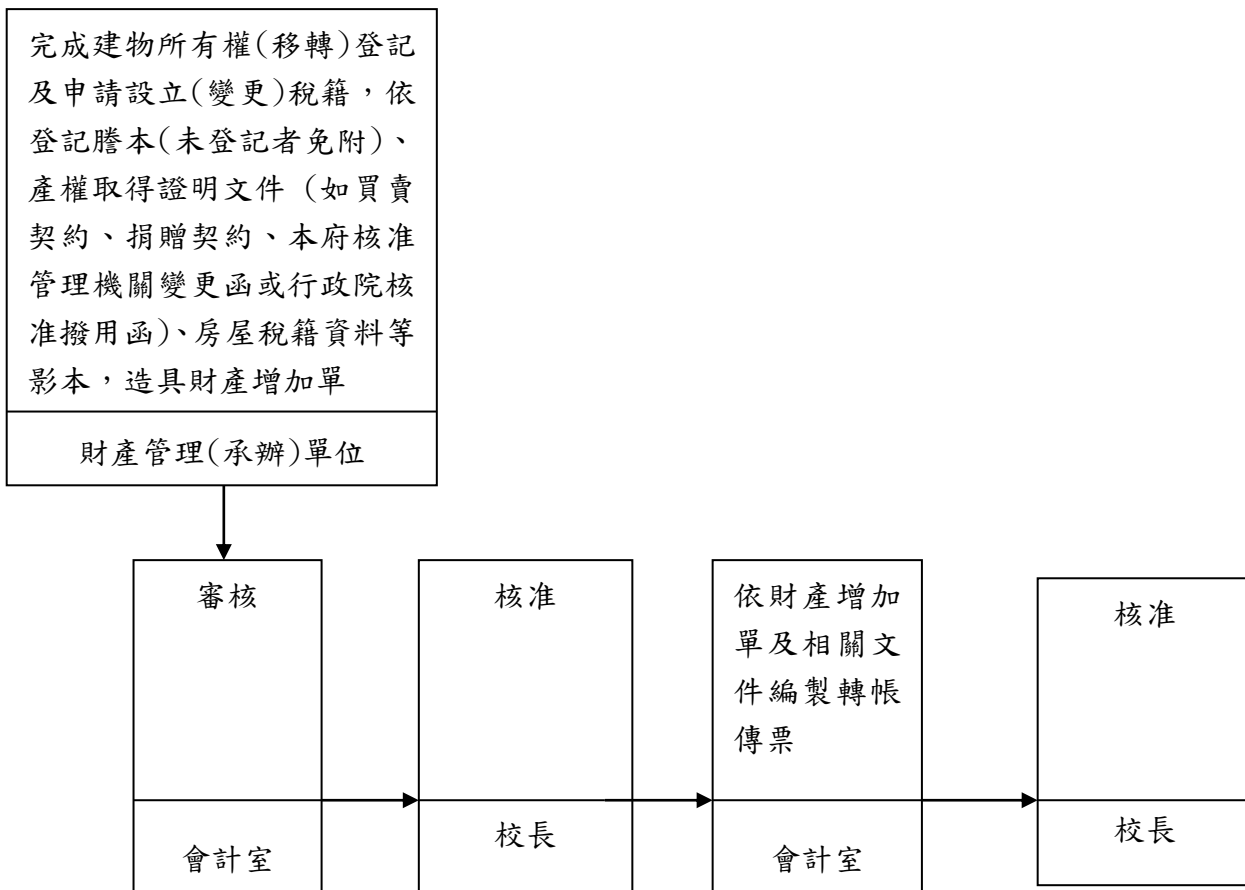 完成建物所有權(移轉)登記
及申請設立(變更)稅籍，依
登記謄本(未登記者免附)、
產權取得證明文件 (如買賣
契約、捐贈契約、本府核准
管理機關變更函或行政院核
准撥用函)、房屋稅籍資料等
影本，造具財產增加單
財產管理(承辦)單位
審核
會計室
核准
校長
依財產增加
單及相關文
件編製轉帳
傳票
會計室
核准
校長